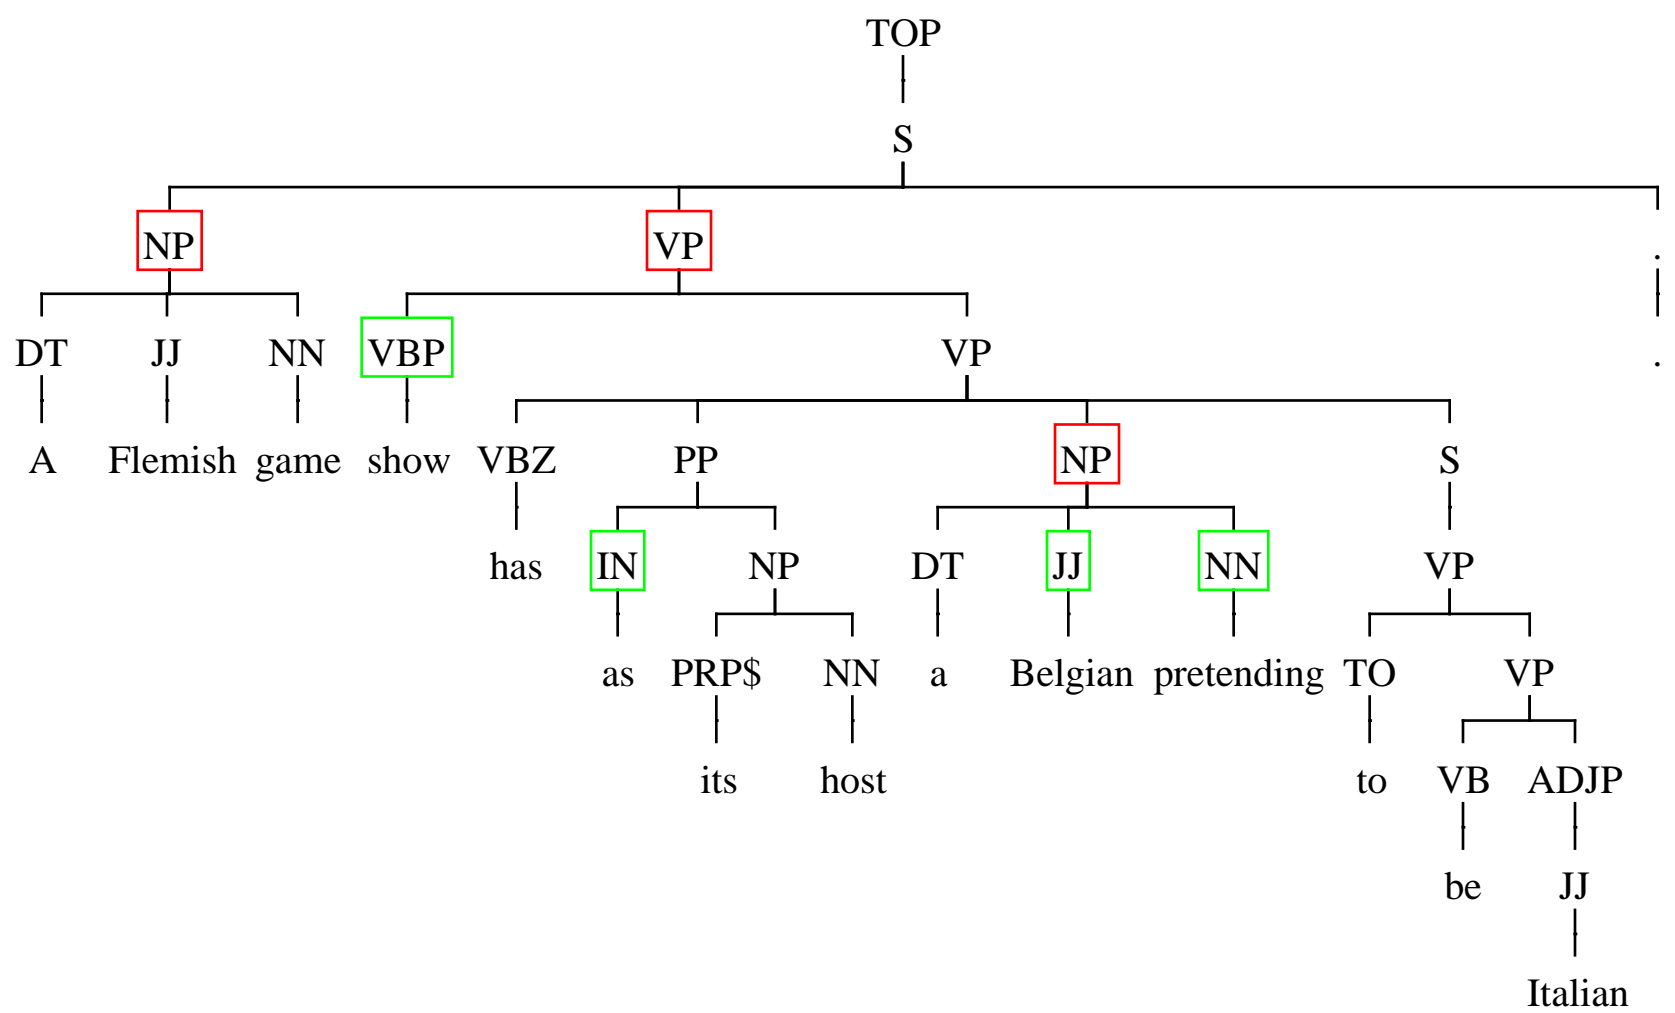 TOP
S
NP VP .
DT JJ NN VBP VP .
A Flemish game show VBZ PP NP S
has IN NP DT JJ NN VP
as PRP$ NN a Belgian pretending TO VP
its host to VB ADJP
be JJ
Italian